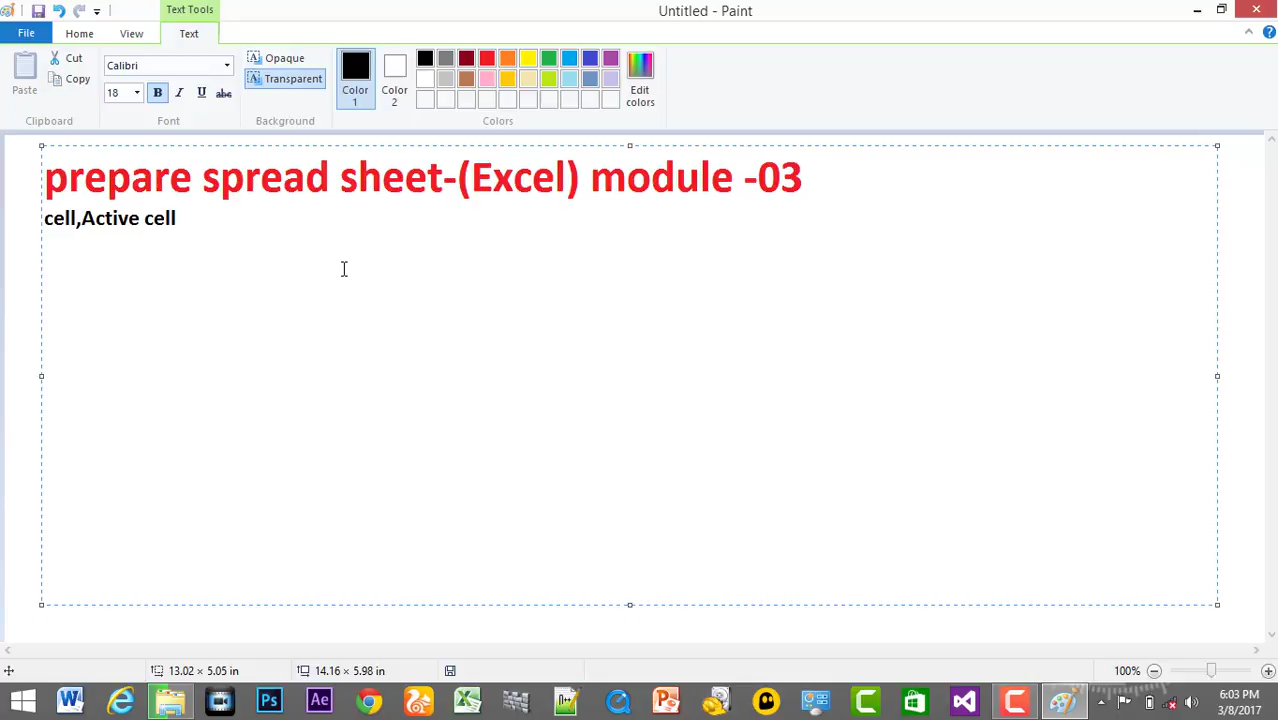 Text Tools
Untitled - Paint
File
Home
View
Text
Paste
Cut
Copy
Clipboard
Calibri
18
B
I
U
abc
Font
Opaque
Transparent
Background
Color 1
Color 2
Edit colors
Colors
prepare spread sheet-(Excel) module -03
cell,Active cell
13.02 × 5.05 in
14.16 × 5.98 in
100%
6:03 PM
3/8/2017